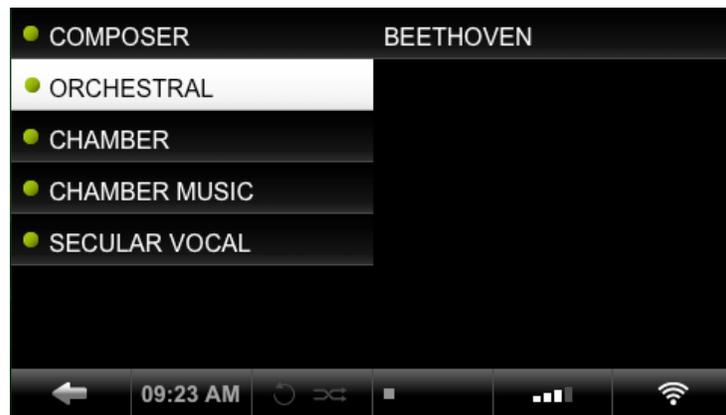 COMPOSER BEETHOVEN
ORCHESTRAL
CHAMBER
CHAMBER MUSIC
SECULAR VOCAL
09:23 AM